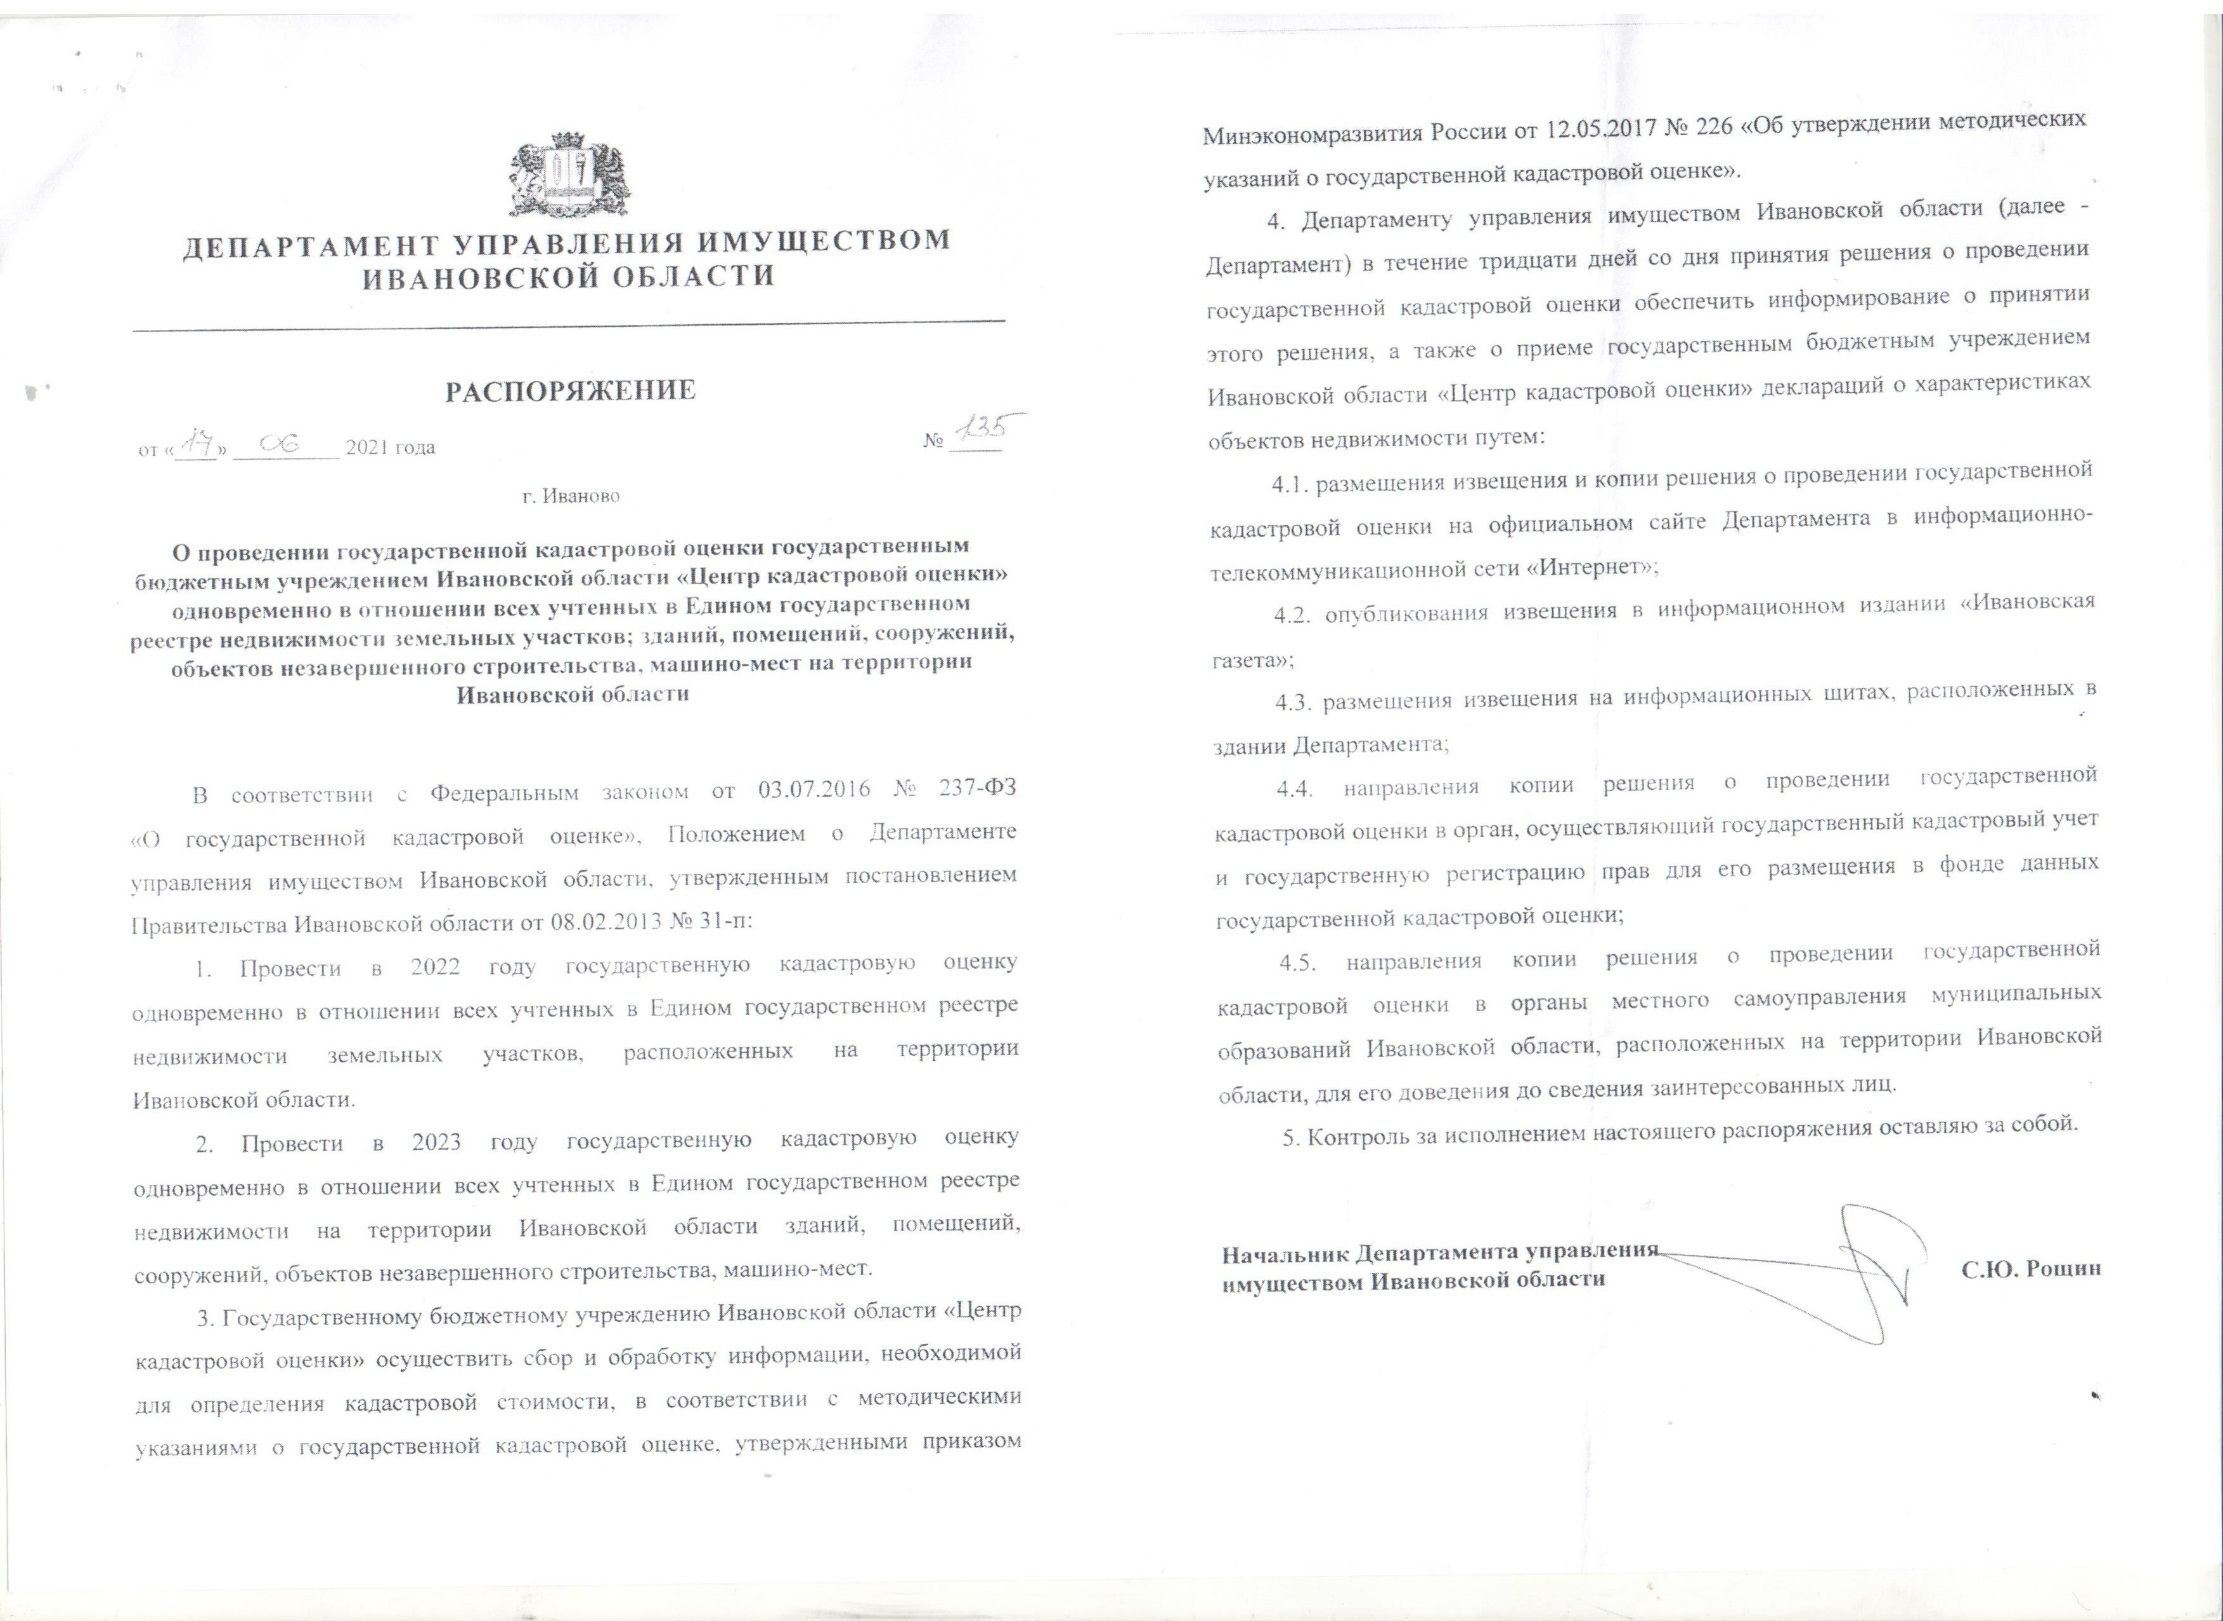 ДЕПАРТАМЕНТ УПРАВЛЕНИЯ ИМУЩЕСТВОМ
ИВАНОВСКОЙ ОБЛАСТИ
РАСПОРЯЖЕНИЕ
от «17» 06 2021 года № 135
г. Иваново
О проведении государственной кадастровой оценки государственным
бюджетным учреждением Ивановской области «Центр кадастровой оценки»
одновременно в отношении всех учтенных в Едином государственном
реестре недвижимости земельных участков; зданий, помещений, сооружений,
объектов незавершенного строительства, машино-мест на территории
Ивановской области
В соответствии с Федеральным законом от 03.07.2016 № 237-ФЗ
«О государственной кадастровой оценке», Положением о Департаменте
управления имуществом Ивановской области, утвержденным постановлением
Правительства Ивановской области от 08.02.2013 № 31-п:
1. Провести в 2022 году государственную кадастровую оценку
одновременно в отношении всех учтенных в Едином государственном реестре
недвижимости земельных участков, расположенных на территории
Ивановской области.
2. Провести в 2023 году государственную кадастровую оценку
одновременно в отношении всех учтенных в Едином государственном реестре
недвижимости на территории Ивановской области зданий, помещений,
сооружений, объектов незавершенного строительства, машино-мест.
3. Государственному бюджетному учреждению Ивановской области «Центр
кадастровой оценки» осуществить сбор и обработку информации, необходимой
для определения кадастровой стоимости, в соответствии с методическими
указаниями о государственной кадастровой оценке, утвержденными приказом
Минэкономразвития России от 12.05.2017 № 226 «Об утверждении методических
указаний о государственной кадастровой оценке».
4. Департаменту управления имуществом Ивановской области (далее -
Департамент) в течение тридцати дней со дня принятия решения о проведении
государственной кадастровой оценки обеспечить информирование о принятии
этого решения, а также о приеме государственным бюджетным учреждением
Ивановской области «Центр кадастровой оценки» деклараций о характеристиках
объектов недвижимости путем:
4.1. размещения извещения и копии решения о проведении государственной
кадастровой оценки на официальном сайте Департамента в информационно-
телекоммуникационной сети «Интернет»;
4.2. опубликования извещения в информационном издании «Ивановская
газета»;
4.3. размещения извещения на информационных щитах, расположенных в
здании Департамента;
4.4. направления копии решения о проведении государственной
кадастровой оценки в орган, осуществляющий государственный кадастровый учет
и государственную регистрацию прав для его размещения в фонде данных
государственной кадастровой оценки;
4.5. направления копии решения о проведении государственной
кадастровой оценки в органы местного самоуправления муниципальных
образований Ивановской области, расположенных на территории Ивановской
области, для его доведения до сведения заинтересованных лиц.
5. Контроль за исполнением настоящего распоряжения оставляю за собой.
Начальник Департамента управления
имуществом Ивановской области С.Ю. Рощин